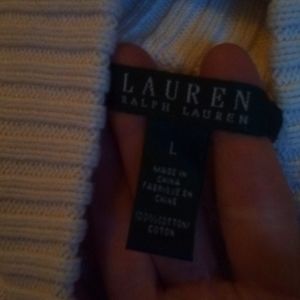 LAUREN
RALPH LAUREN
L
MADE IN
CHINA
FABRIQUÉ EN
CHINE
100%COTTON/
COTON